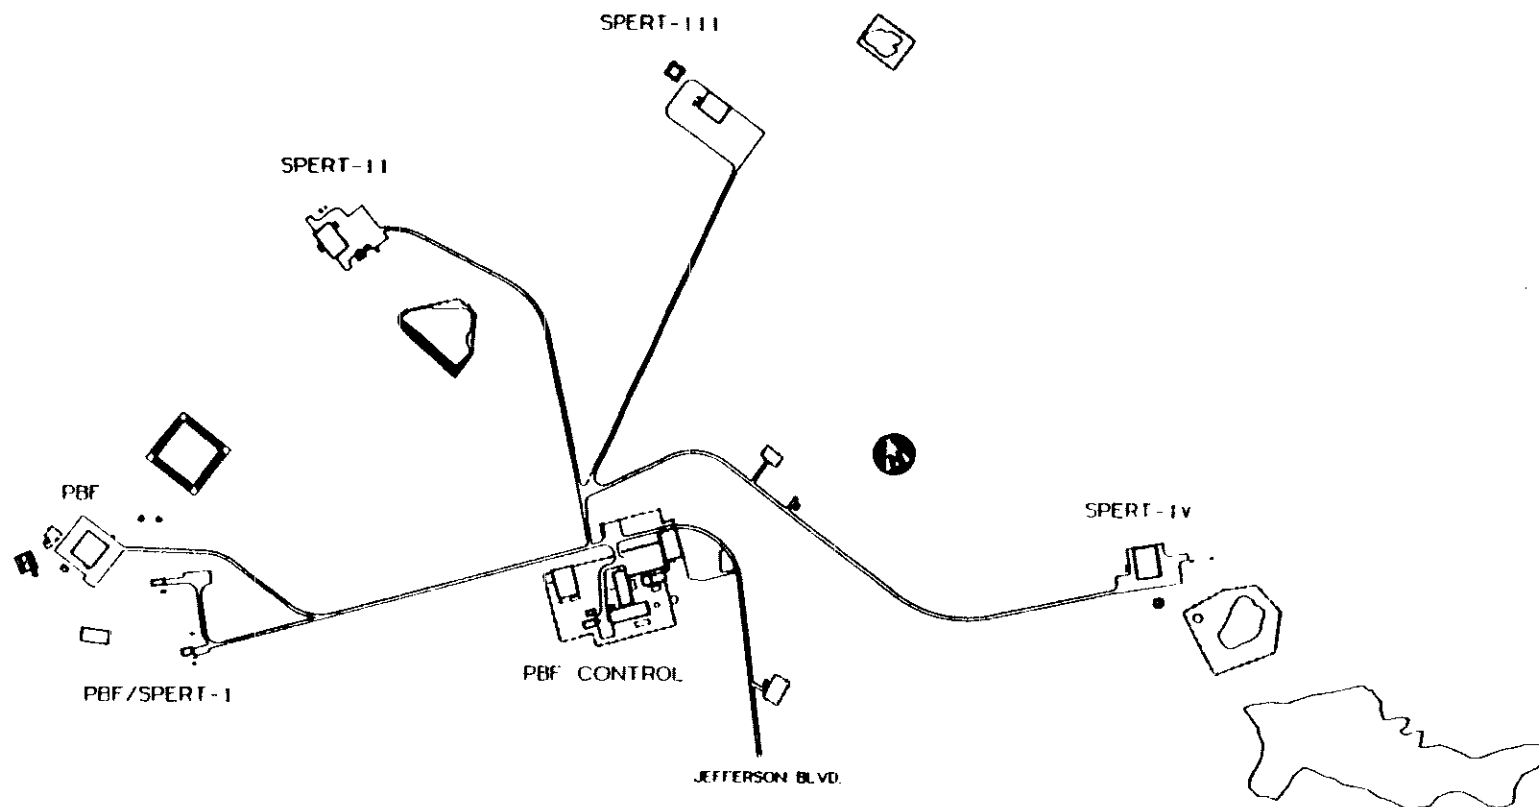 SPERT-III
SPERT-II
PBF
SPERT-IV
PBF/SPERT-I
PBF CONTROL
JEFFERSON BLVD.
N